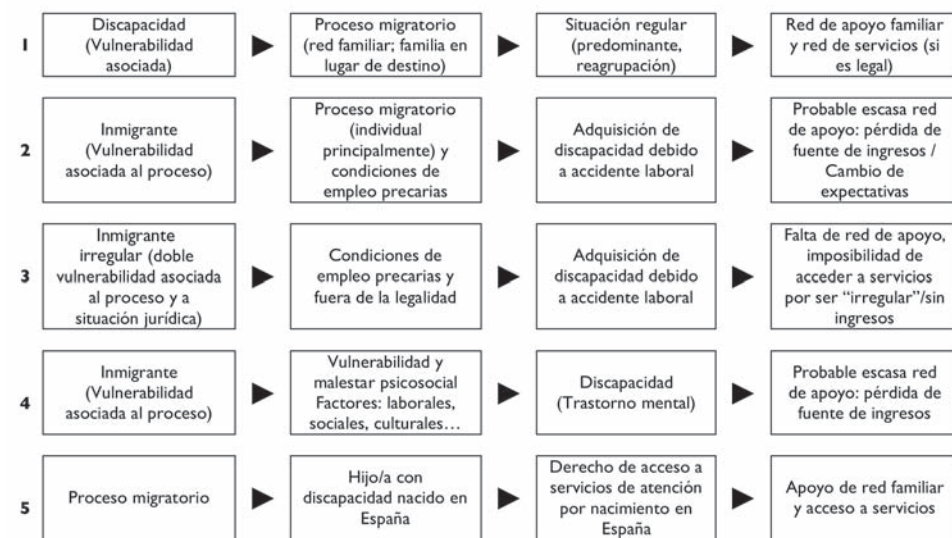 1
Discapacidad
(Vulnerabilidad
asociada)
Proceso migratorio
(red familiar; familia en
lugar de destino)
Situación regular
(predominante,
reagrupación)
Red de apoyo familiar
y red de servicios (si
es legal)
2
Inmigrante
(Vulnerabilidad
asociada al proceso)
Proceso migratorio
(individual
principalmente) y
condiciones de
empleo precarias
Adquisición de
discapacidad debido
a accidente laboral
Probable escasa red
de apoyo: pérdida de
fuente de ingresos /
Cambio de
expectativas
3
Inmigrante
irregular (doble
vulnerabilidad asociada
al proceso y a
situación jurídica)
Condiciones de
empleo precarias y
fuera de la legalidad
Adquisición de
discapacidad debido
a accidente laboral
Falta de red de apoyo,
imposibilidad de
acceder a servicios
por ser “irregular”/sin
ingresos
4
Inmigrante
(Vulnerabilidad
asociada al proceso)
Vulnerabilidad y
malestar psicosocial
Factores: laborales,
sociales, culturales…
Discapacidad
(Trastorno mental)
Probable escasa red
de apoyo: pérdida de
fuente de ingresos
5
Proceso migratorio
Hijo/a con
discapacidad nacido en
España
Derecho de acceso a
servicios de atención
por nacimiento en
España
Apoyo de red familiar
y acceso a servicios